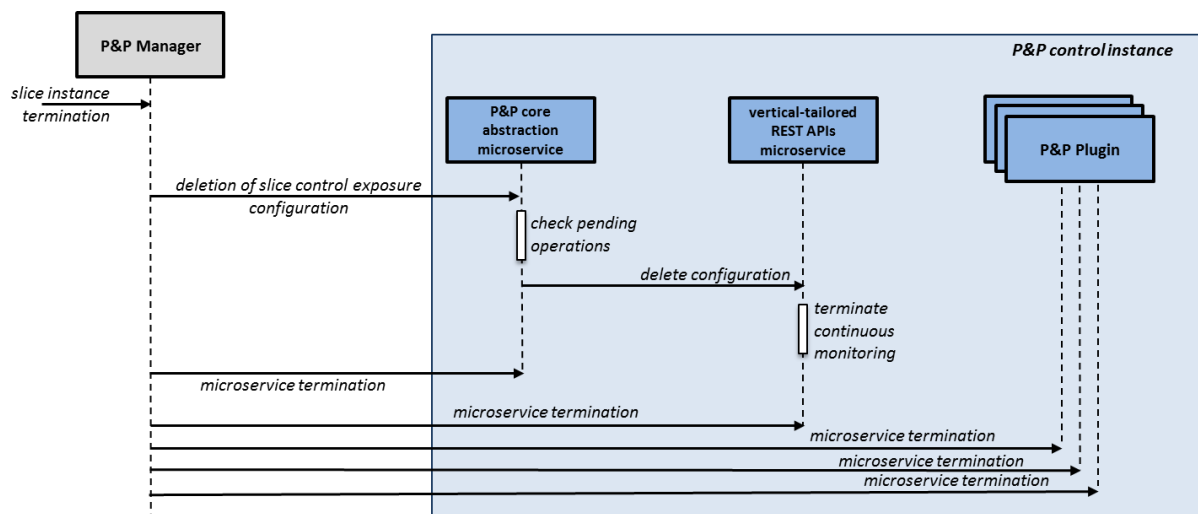 P&P Manager
P&P control instance
slice instance
termination
P&P core
abstraction
microservice
vertical-tailored
REST APIs
microservice
P&P Plugin
deletion of slice control exposure
configuration
check pending
operations
delete configuration
terminate
continuous
monitoring
microservice termination
microservice termination
microservice termination
microservice termination
microservice termination